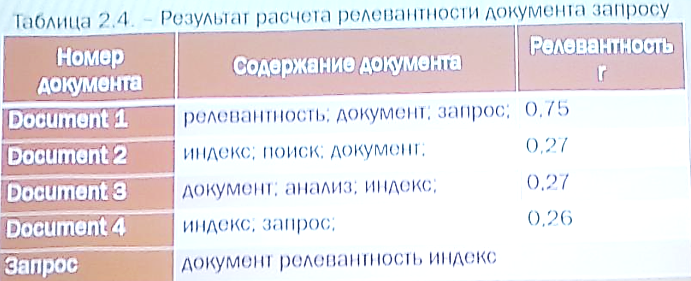 Таблица 2.4. – Результат расчета релевантности документа запросу
Номер документа Содержание документа Релевантность r
Document 1 релевантность; документ; запрос; 0,75
Document 2 индекс; поиск; документ; 0,27
Document 3 документ; анализ; индекс; 0,27
Document 4 индекс; запрос; 0,26
Запрос документ релевантность индекс